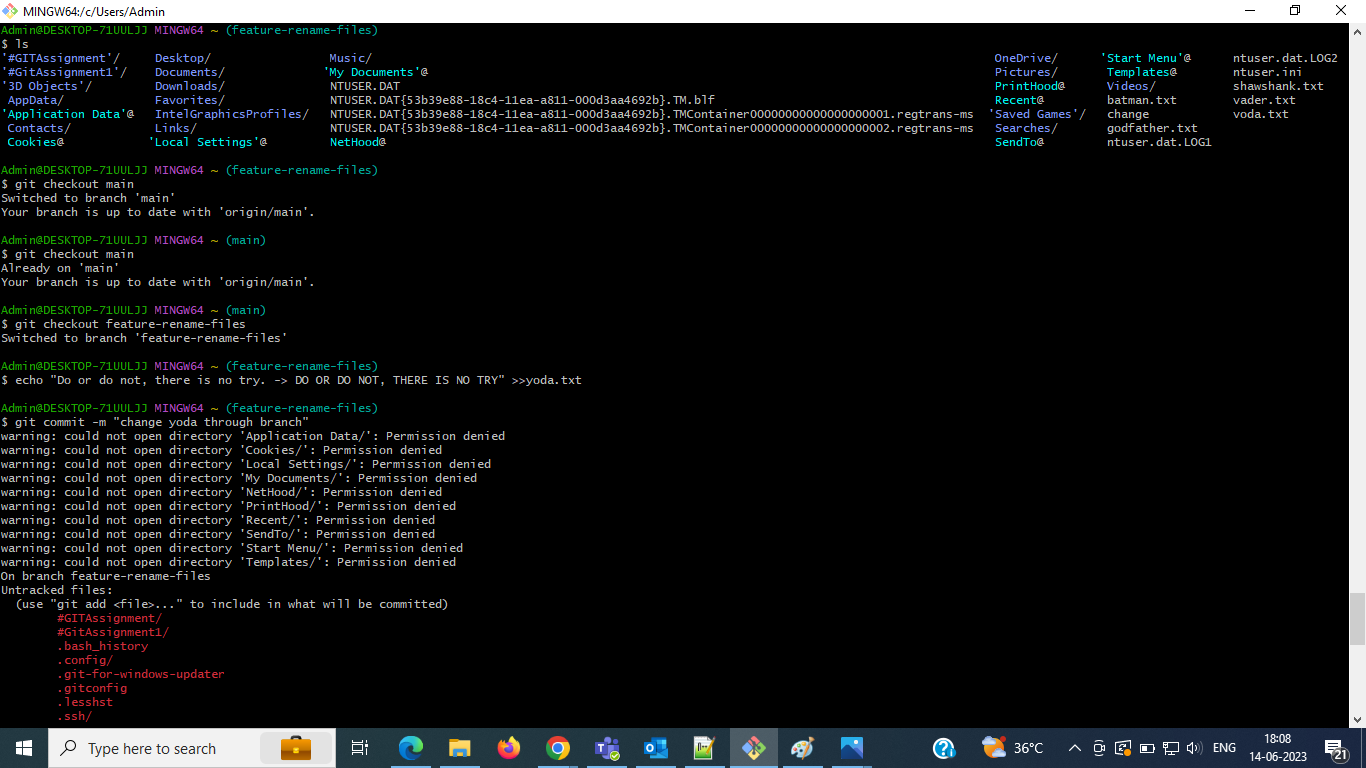 MINGW64:/c/Users/Admin
Admin@DESKTOP-71UULJJ MINGW64 ~ (feature-rename-files)
$ ls
'#GITAssignment'/ Desktop/ Music/ OneDrive/ 'Start Menu'@ ntuser.dat.LOG2
'#GitAssignment1'/ Documents/ 'My Documents'@ Pictures/ Templates@ ntuser.ini
'3D Objects'/ Downloads/ NTUSER.DAT PrintHood@ Videos/ shawshank.txt
AppData/ Favorites/ NTUSER.DAT{53b39e88-18c4-11ea-a811-000d3aa4692b}.TM.blf Recent@ batman.txt vader.txt
'Application Data'@ IntelGraphicsProfiles/ NTUSER.DAT{53b39e88-18c4-11ea-a811-000d3aa4692b}.TMContainer00000000000000000001.regtrans-ms 'Saved Games'/ change voda.txt
Contacts/ Links/ NTUSER.DAT{53b39e88-18c4-11ea-a811-000d3aa4692b}.TMContainer00000000000000000002.regtrans-ms Searches/ godfather.txt
Cookies@ 'Local Settings'@ NetHood@ SendTo@ ntuser.dat.LOG1
Admin@DESKTOP-71UULJJ MINGW64 ~ (feature-rename-files)
$ git checkout main
Switched to branch 'main'
Your branch is up to date with 'origin/main'.
Admin@DESKTOP-71UULJJ MINGW64 ~ (main)
$ git checkout main
Already on 'main'
Your branch is up to date with 'origin/main'.
Admin@DESKTOP-71UULJJ MINGW64 ~ (main)
$ git checkout feature-rename-files
Switched to branch 'feature-rename-files'
Admin@DESKTOP-71UULJJ MINGW64 ~ (feature-rename-files)
$ echo "Do or do not, there is no try. -> DO OR DO NOT, THERE IS NO TRY" >>yoda.txt
Admin@DESKTOP-71UULJJ MINGW64 ~ (feature-rename-files)
$ git commit -m "change yoda through branch"
warning: could not open directory 'Application Data/': Permission denied
warning: could not open directory 'Cookies/': Permission denied
warning: could not open directory 'Local Settings/': Permission denied
warning: could not open directory 'My Documents/': Permission denied
warning: could not open directory 'NetHood/': Permission denied
warning: could not open directory 'PrintHood/': Permission denied
warning: could not open directory 'Recent/': Permission denied
warning: could not open directory 'SendTo/': Permission denied
warning: could not open directory 'Start Menu/': Permission denied
warning: could not open directory 'Templates/': Permission denied
On branch feature-rename-files
Untracked files:
(use "git add <file>..." to include in what will be committed)
#GITAssignment/
#GitAssignment1/
.bash_history
.config/
.git-for-windows-updater
.gitconfig
.lesshst
.ssh/
Type here to search
36°C
ENG
18:08
14-06-2023
21